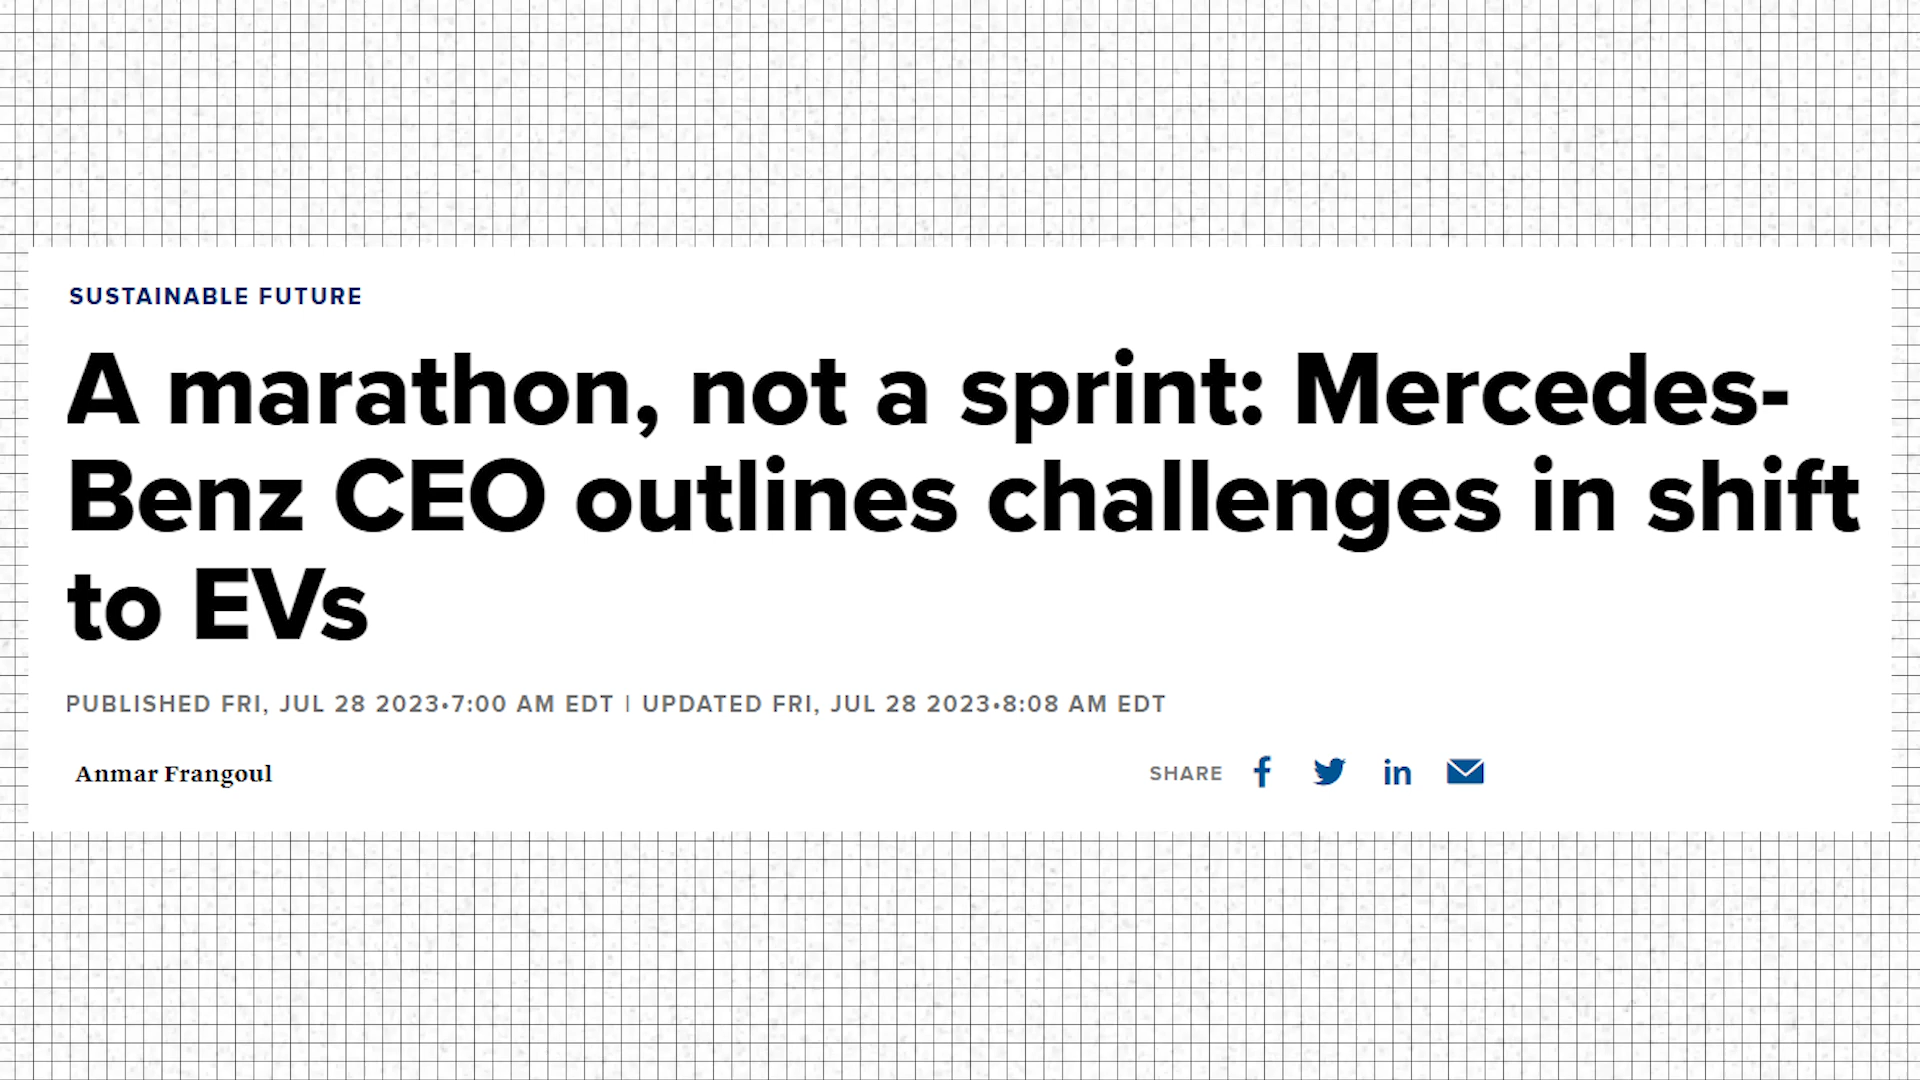 SUSTAINABLE FUTURE
A marathon, not a sprint: Mercedes-
Benz CEO outlines challenges in shift
to EVs
PUBLISHED FRI, JUL 28 2023•7:00 AM EDT | UPDATED FRI, JUL 28 2023•8:08 AM EDT
Anmar Frangoul
SHARE